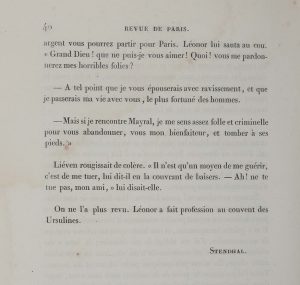 40 REVUE DE PARIS.
argent vous pourrez partir pour Paris. Léonor lui sauta au cou.
« Grand Dieu ! que ne puis-je vous aimer ! Quoi ! vous me pardon-
nerez mes horribles folies ?
— A tel point que je vous épouserais avec ravissement, et que
je passerais ma vie avec vous, le plus fortuné des hommes.
— Mais si je rencontre Mayral, je me sens assez folle et criminelle
pour vous abandonner, vous mon bienfaiteur, et tomber à ses
pieds. »
Liéven rougissait de colère. « Il n'est qu'un moyen de me guérir,
c'est de me tuer, lui dit-il en la couvrant de baisers. — Ah ! ne te
tue pas, mon ami, » lui disait-elle.
On ne l'a plus revu. Léonor a fait profession au couvent des
Ursulines.
STENDHAL.